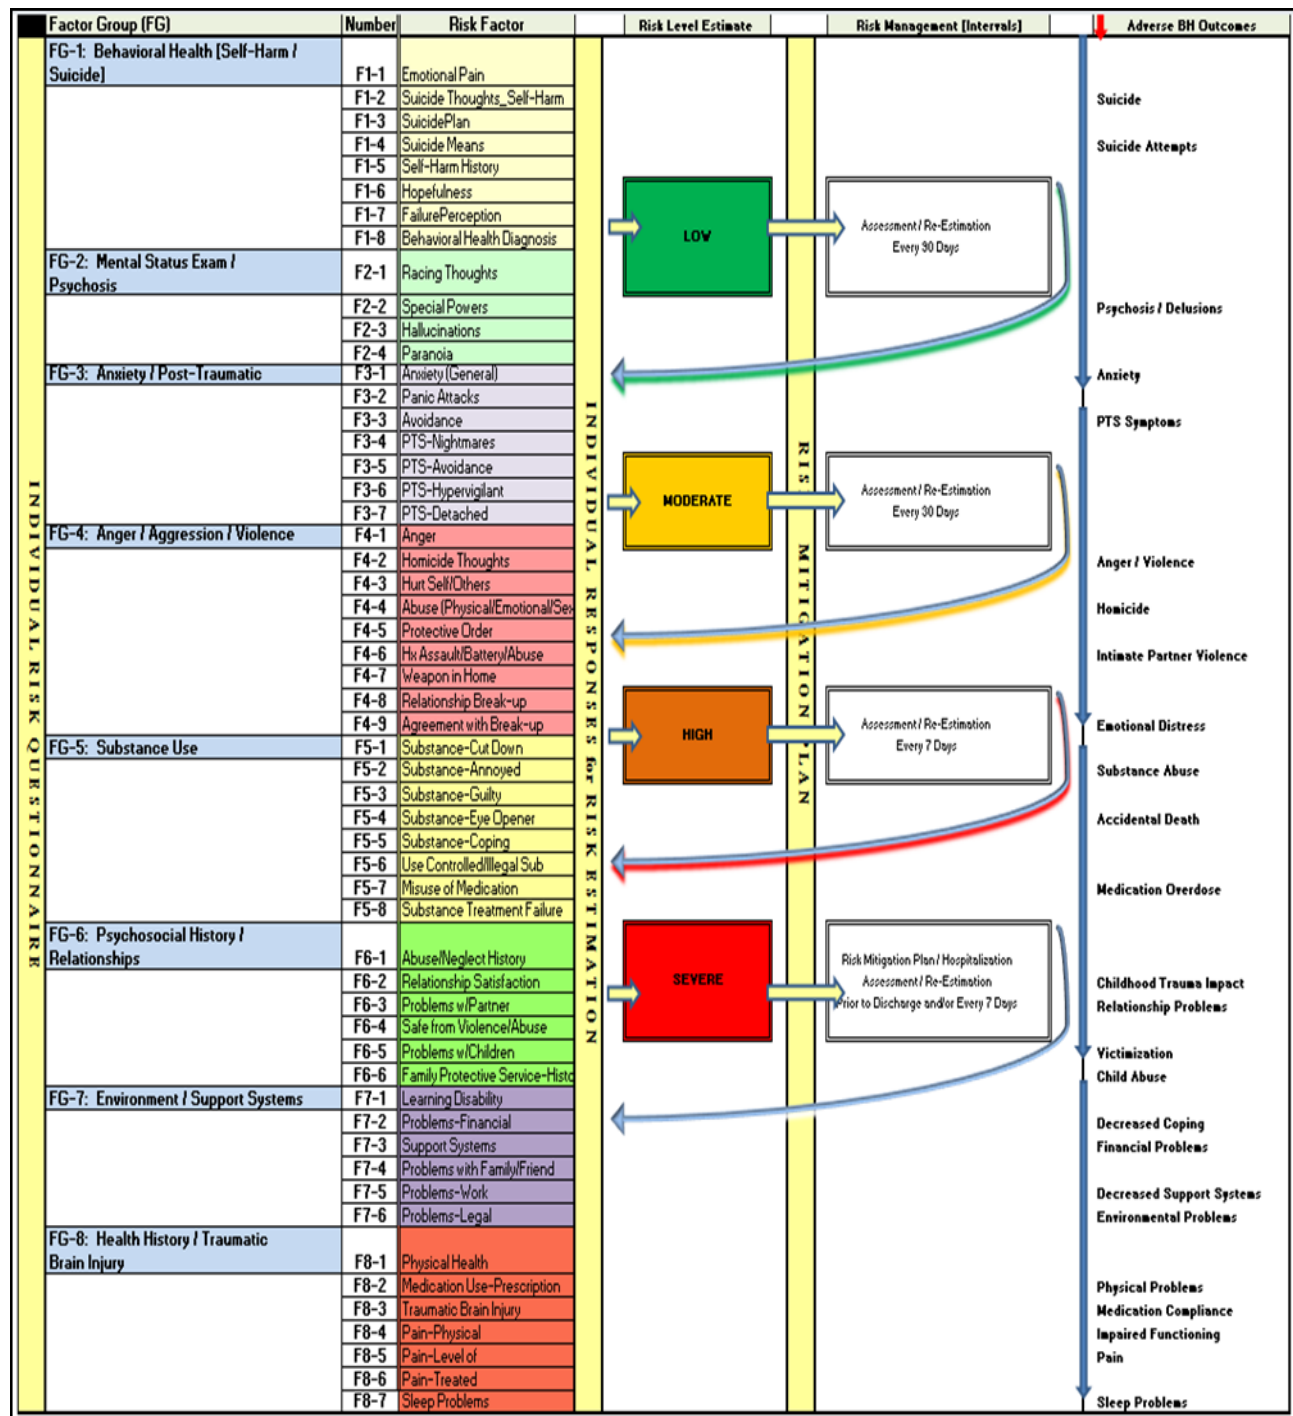 Factor Group (FG) Number Risk Factor Risk Level Estimate Risk Management [Intervals] Adverse BH Outcomes
INDIVIDUAL RISK QUESTIONNAIRE
FG-1: Behavioral Health [Self-Harm /
Suicide]
F1-1 Emotional Pain
F1-2 Suicide Thoughts_Self-Harm
F1-3 SuicidePlan
F1-4 Suicide Means
F1-5 Self-Harm History
F1-6 Hopefulness
F1-7 FailurePerception
F1-8 Behavioral Health Diagnosis
FG-2: Mental Status Exam /
Psychosis
F2-1 Racing Thoughts
F2-2 Special Powers
F2-3 Hallucinations
F2-4 Paranoia
FG-3: Anxiety / Post-Traumatic
F3-1 Anxiety (General)
F3-2 Panic Attacks
F3-3 Avoidance
F3-4 PTS-Nightmares
F3-5 PTS-Avoidance
F3-6 PTS-Hypervigilant
F3-7 PTS-Detached
FG-4: Anger / Aggression / Violence
F4-1 Anger
F4-2 Homicide Thoughts
F4-3 Hurt Self/Others
F4-4 Abuse (Physical/Emotional/Sex
F4-5 Protective Order
F4-6 Hx Assault/Battery/Abuse
F4-7 Weapon in Home
F4-8 Relationship Break-up
F4-9 Agreement with Break-up
FG-5: Substance Use
F5-1 Substance-Cut Down
F5-2 Substance-Annoyed
F5-3 Substance-Guilty
F5-4 Substance-Eye Opener
F5-5 Substance-Coping
F5-6 Use Controlled/Illegal Sub
F5-7 Misuse of Medication
F5-8 Substance Treatment Failure
FG-6: Psychosocial History /
Relationships
F6-1 Abuse/Neglect History
F6-2 Relationship Satisfaction
F6-3 Problems w/Partner
F6-4 Safe from Violence/Abuse
F6-5 Problems w/Children
F6-6 Family Protective Service-Histo
FG-7: Environment / Support Systems
F7-1 Learning Disability
F7-2 Problems-Financial
F7-3 Support Systems
F7-4 Problems with Family/Friend
F7-5 Problems-Work
F7-6 Problems-Legal
FG-8: Health History / Traumatic
Brain Injury
F8-1 Physical Health
F8-2 Medication Use-Prescription
F8-3 Traumatic Brain Injury
F8-4 Pain-Physical
F8-5 Pain-Level of
F8-6 Pain-Treated
F8-7 Sleep Problems
INDIVIDUAL RESPONSES for RISK ESTIMATION
LOW
MODERATE
HIGH
SEVERE
RIS MITIGATION PLAN
Assessment / Re-Estimation
Every 90 Days
Assessment / Re-Estimation
Every 30 Days
Assessment / Re-Estimation
Every 7 Days
Risk Mitigation Plan / Hospitalization
Assessment / Re-Estimation
Prior to Discharge and/or Every 7 Days
Suicide
Suicide Attempts
Psychosis / Delusions
Anxiety
PTS Symptoms
Anger / Violence
Homicide
Intimate Partner Violence
Emotional Distress
Substance Abuse
Accidental Death
Medication Overdose
Childhood Trauma Impact
Relationship Problems
Victimization
Child Abuse
Decreased Coping
Financial Problems
Decreased Support Systems
Environmental Problems
Physical Problems
Medication Compliance
Impaired Functioning
Pain
Sleep Problems